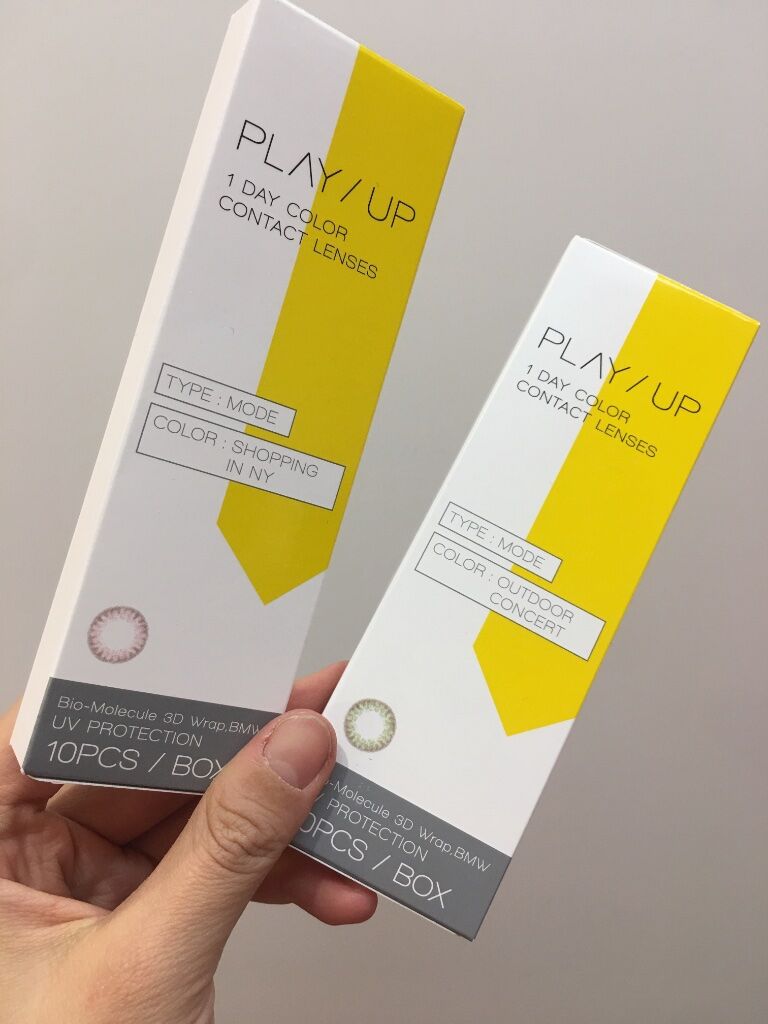 PLAY/UP
1 DAY COLOR
CONTACT LENSES
TYPE : MODE
COLOR : SHOPPING
IN NY
Bio-Molecule 3D Wrap,BMW
UV PROTECTION
10PCS / BOX
PLAY/UP
1 DAY COLOR
CONTACT LENSES
TYPE : MODE
COLOR : OUTDOOR
CONCERT
-Molecule 3D Wrap,BMW
PROTECTION
0PCS / BOX